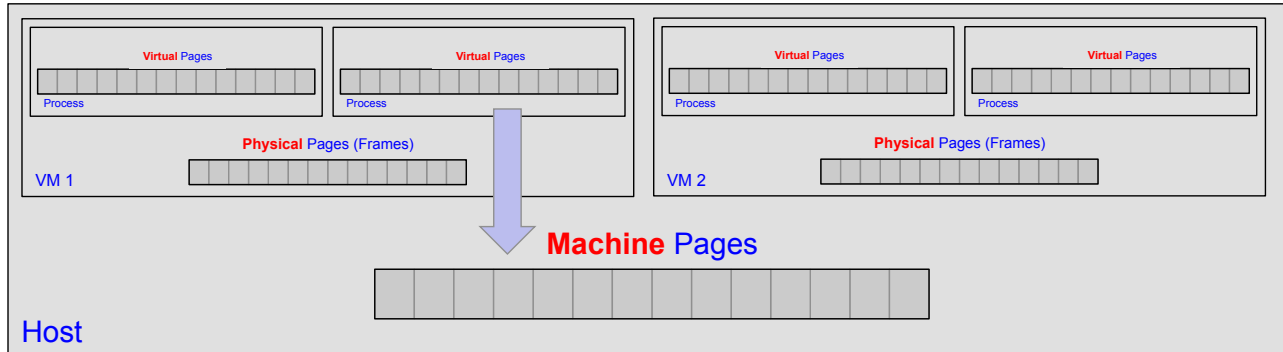 Virtual Pages
Virtual Pages
Virtual Pages
Virtual Pages
Process
Process
Process
Process
Physical Pages (Frames)
Physical Pages (Frames)
VM 1
VM 2
Machine Pages
Host